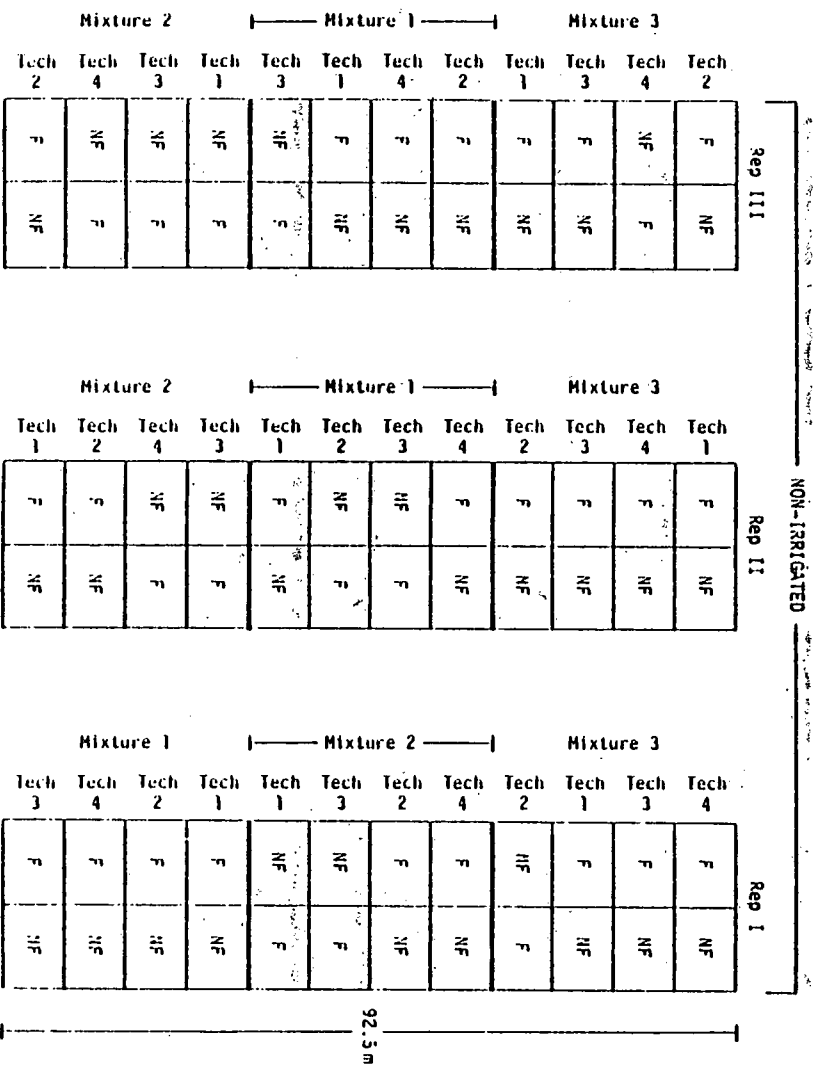 Mixture 2 Mixture 1 Mixture 3
Tech 2 Tech 4 Tech 3 Tech 1 Tech 3 Tech 1 Tech 4 Tech 2 Tech 1 Tech 3 Tech 4 Tech 2
F NF NF NF NF F F F F F NF F
NF F F F F NF NF NF NF NF F NF
Rep III
Mixture 2 Mixture 1 Mixture 3
Tech 1 Tech 2 Tech 4 Tech 3 Tech 1 Tech 2 Tech 3 Tech 4 Tech 2 Tech 3 Tech 4 Tech 1
F F NF NF F NF NF F F F F F
NF NF F F NF F F NF NF NF NF NF
Rep II
NON-IRRIGATED
Mixture 1 Mixture 2 Mixture 3
Tech 3 Tech 4 Tech 2 Tech 1 Tech 1 Tech 3 Tech 2 Tech 4 Tech 2 Tech 1 Tech 3 Tech 4
F F F F NF NF F F NF F F F
NF NF NF NF F F NF NF F NF NF NF
Rep I
92.5 m